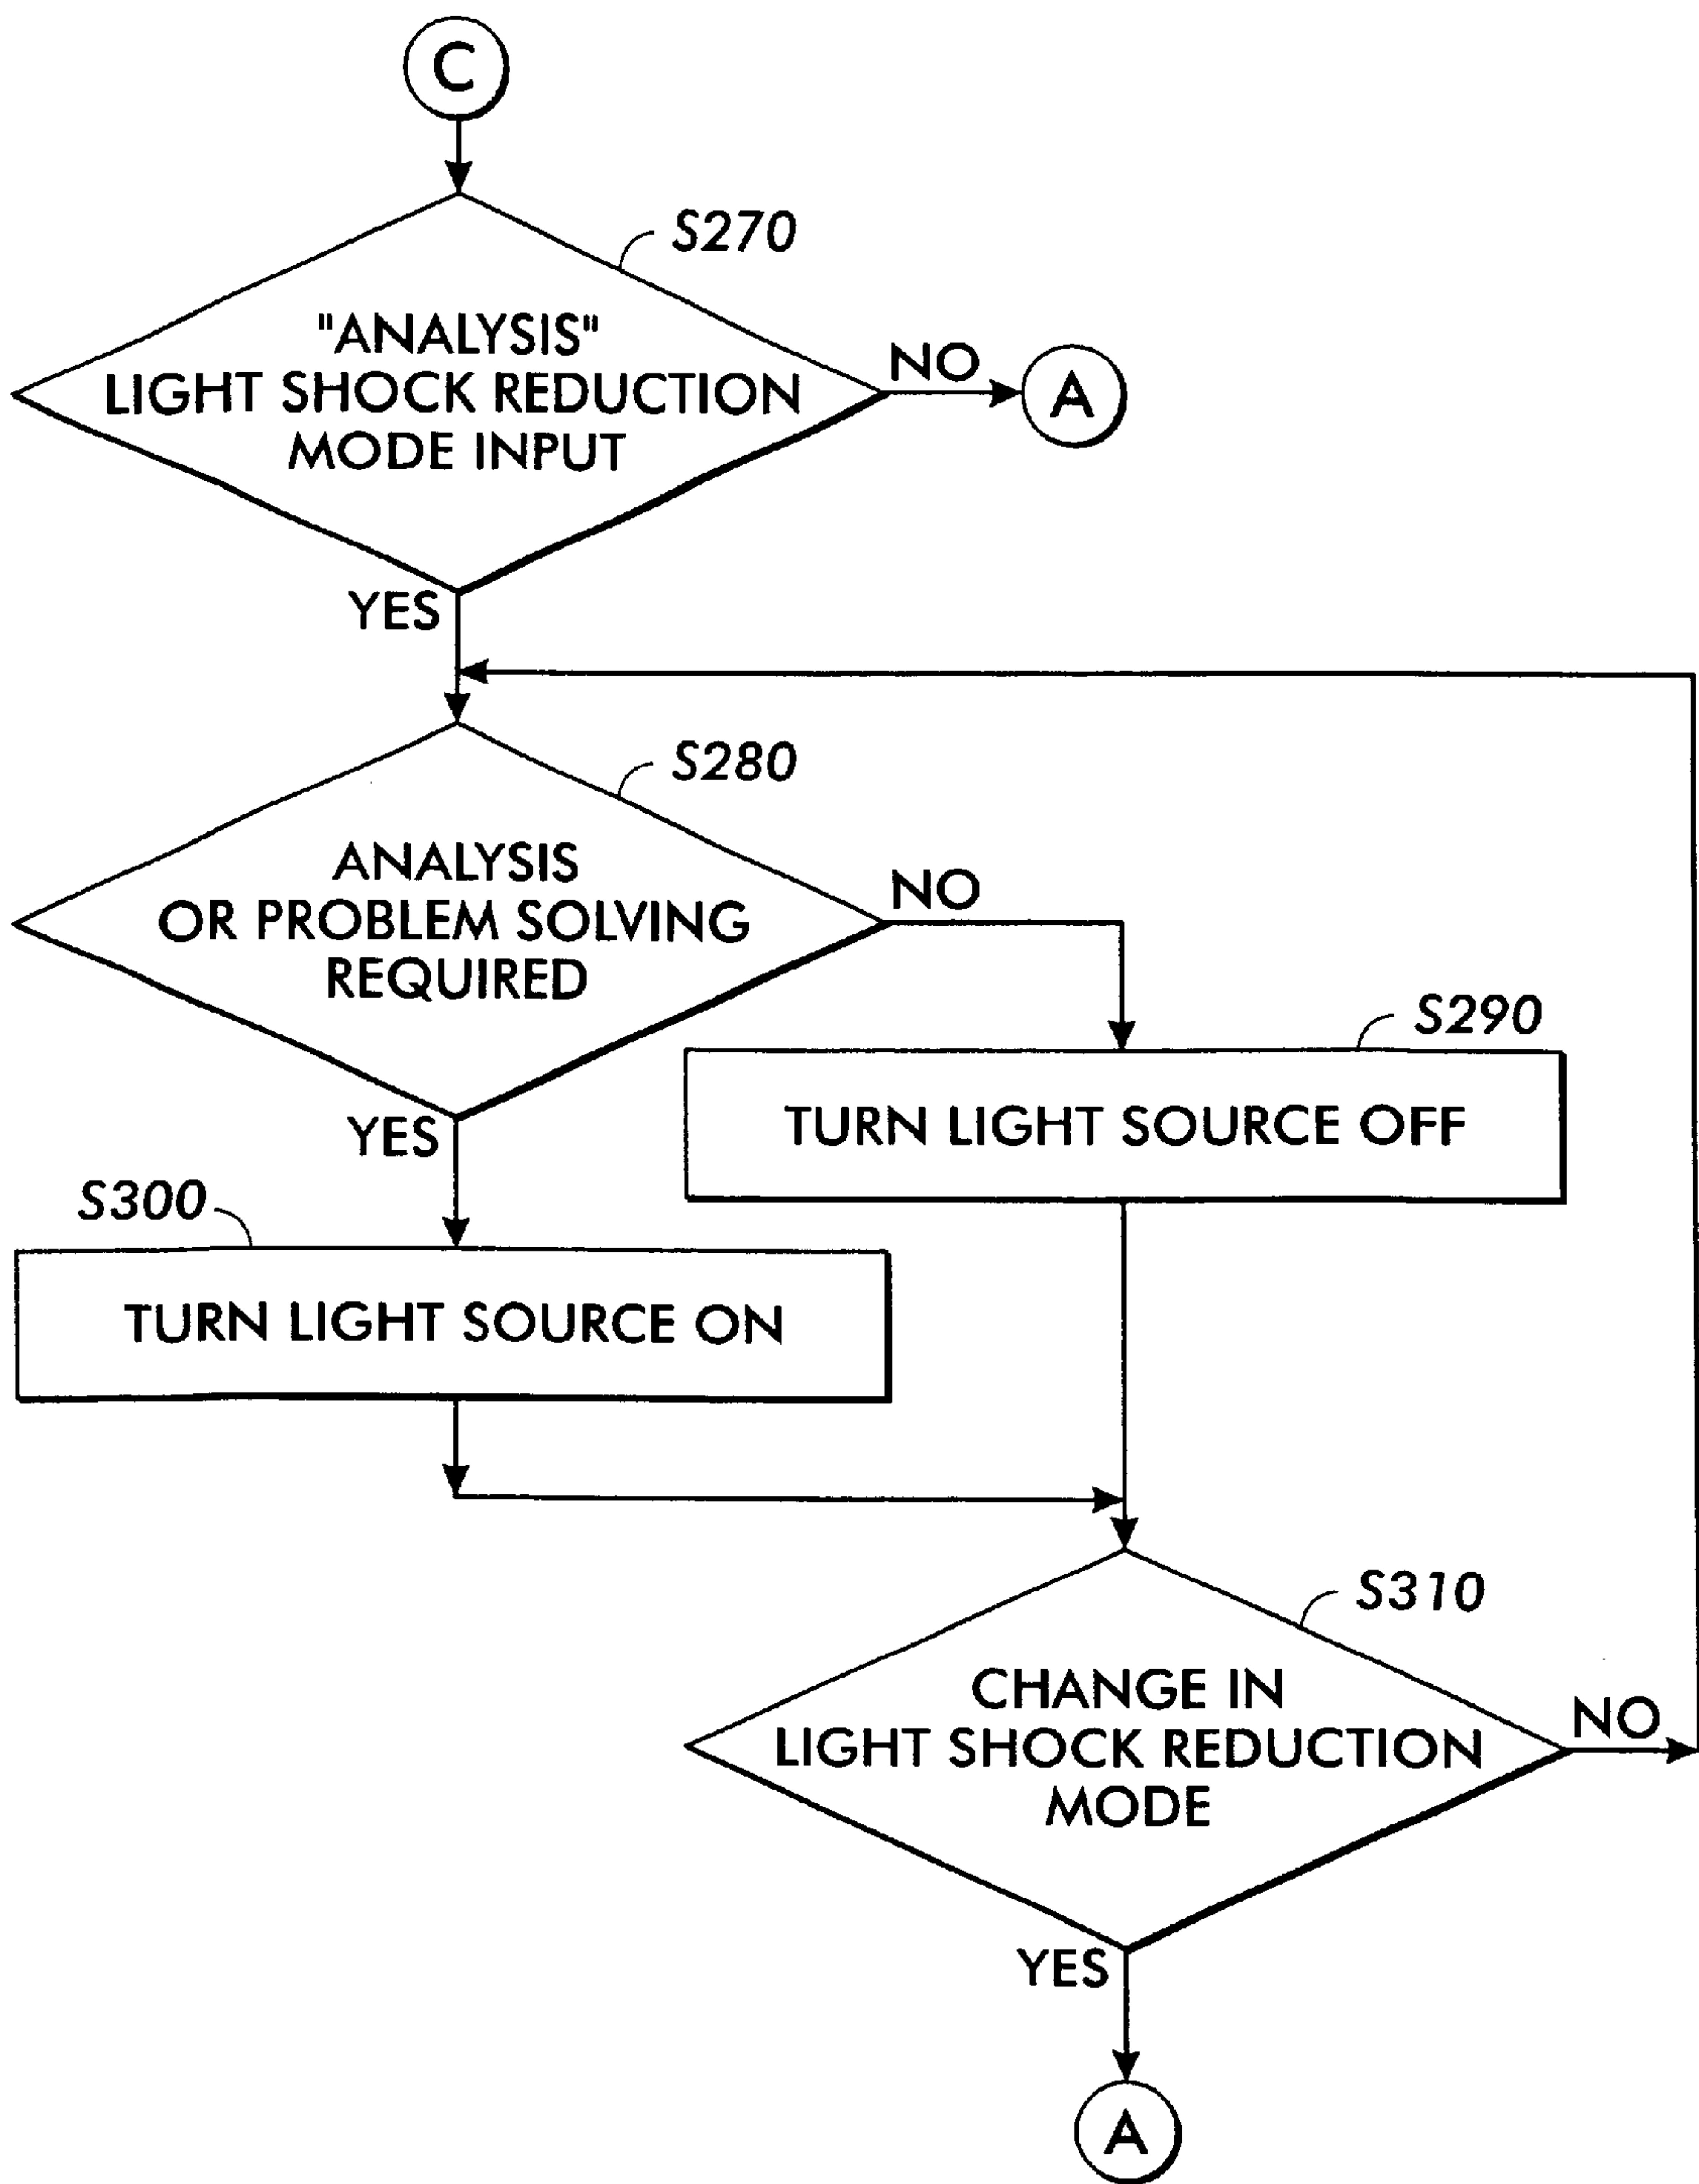 C
S270
"ANALYSIS"
LIGHT SHOCK REDUCTION
MODE INPUT
NO
A
YES
S280
ANALYSIS
OR PROBLEM SOLVING
REQUIRED
NO
S290
TURN LIGHT SOURCE OFF
YES
S300
TURN LIGHT SOURCE ON
S310
CHANGE IN
LIGHT SHOCK REDUCTION
MODE
NO
YES
A